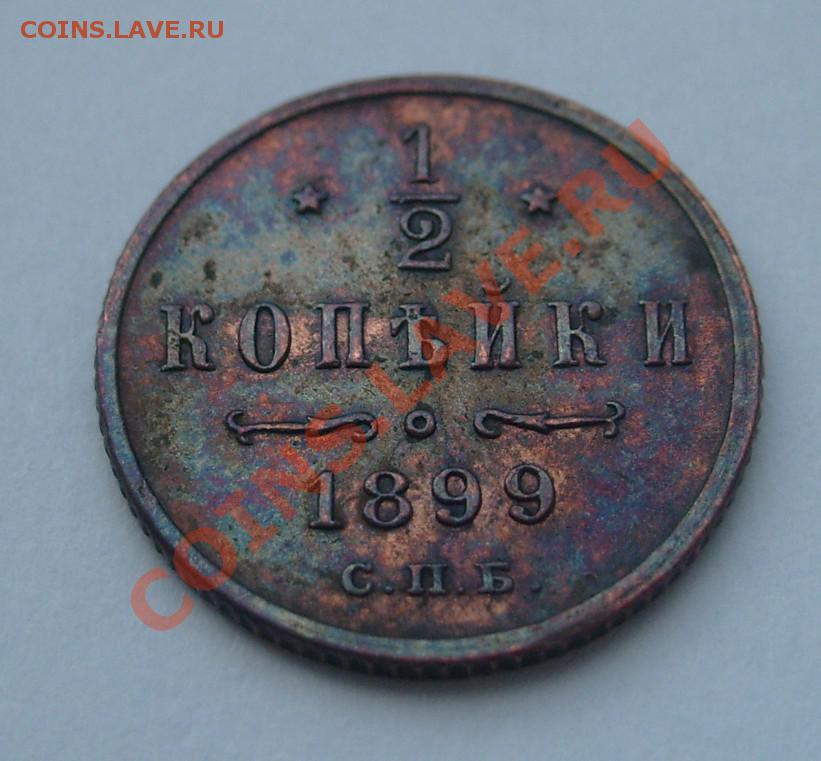 COINS.LAVE.RU
1
2
КОПѢЙКИ
1899
С.П.Б.
COINS.LAVE.RU